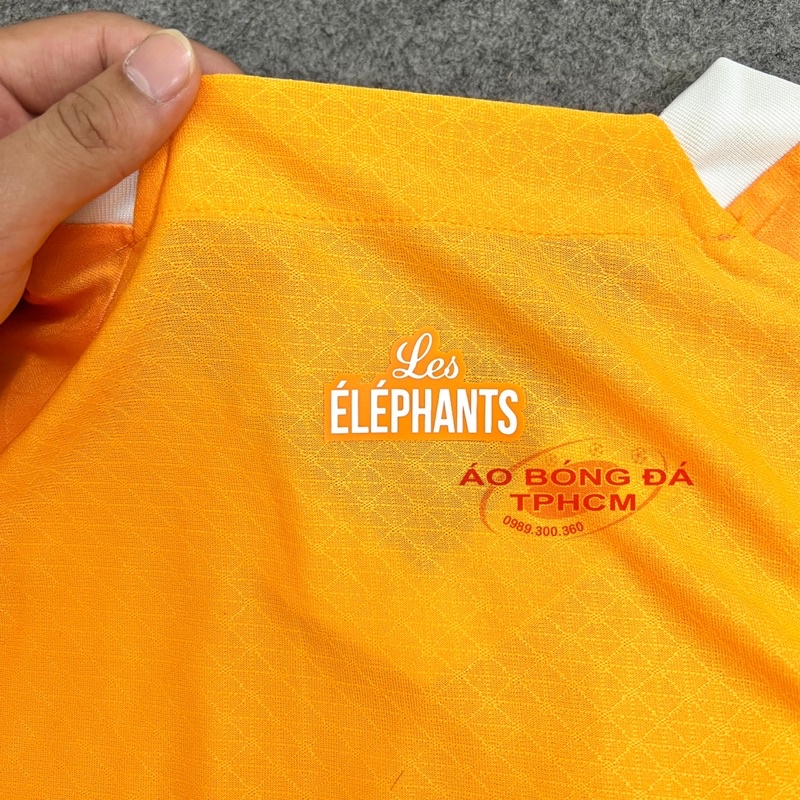 Les
ÉLÉPHANTS
ÁO BÓNG ĐÁ
TPHCM
0989.300.360